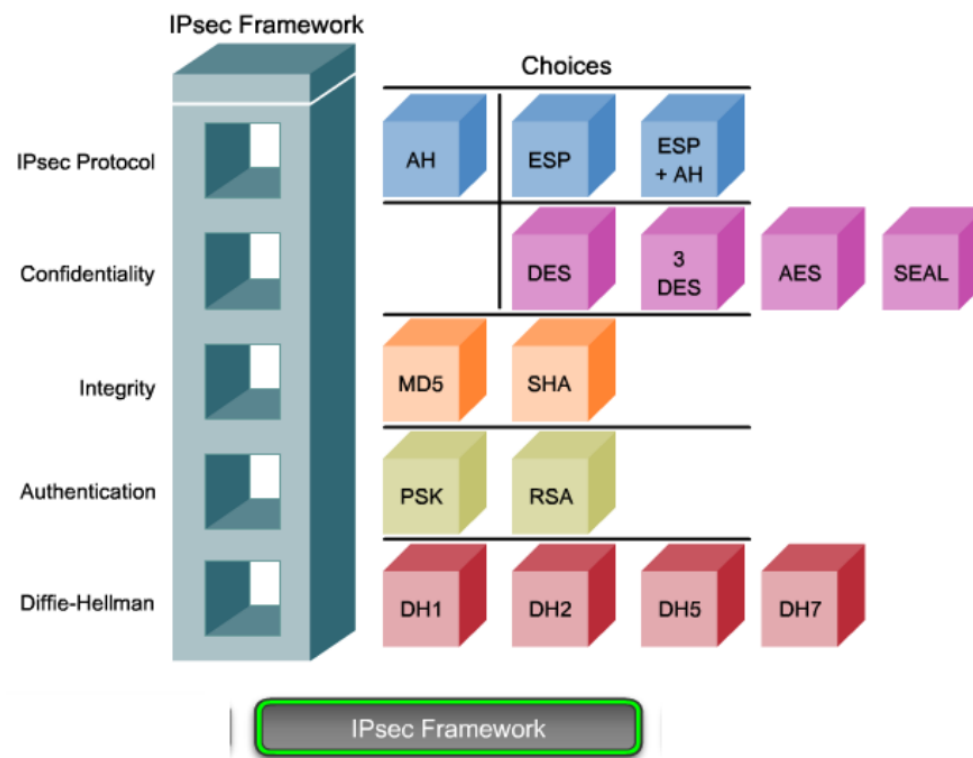 IPsec Framework
Choices
IPsec Protocol
AH
ESP
ESP
+ AH
Confidentiality
DES
3
DES
AES
SEAL
Integrity
MD5
SHA
Authentication
PSK
RSA
Diffie-Hellman
DH1
DH2
DH5
DH7
IPsec Framework